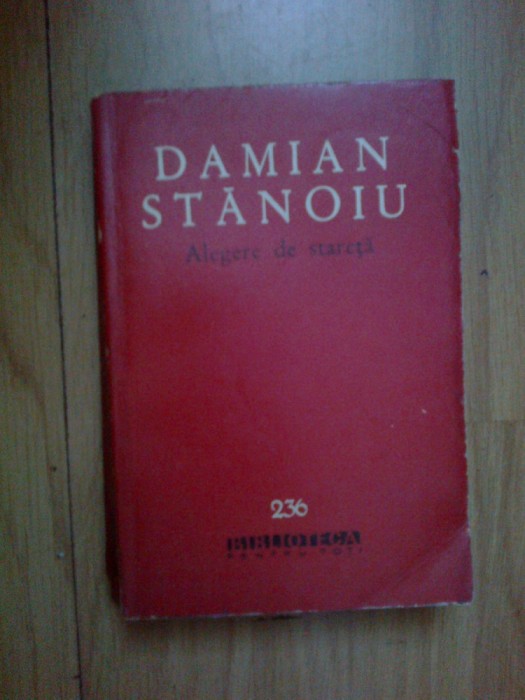 DAMIAN
STĂNOIU
Alegere de stareță
236
BIBLIOTECA
PENTRU TOȚI